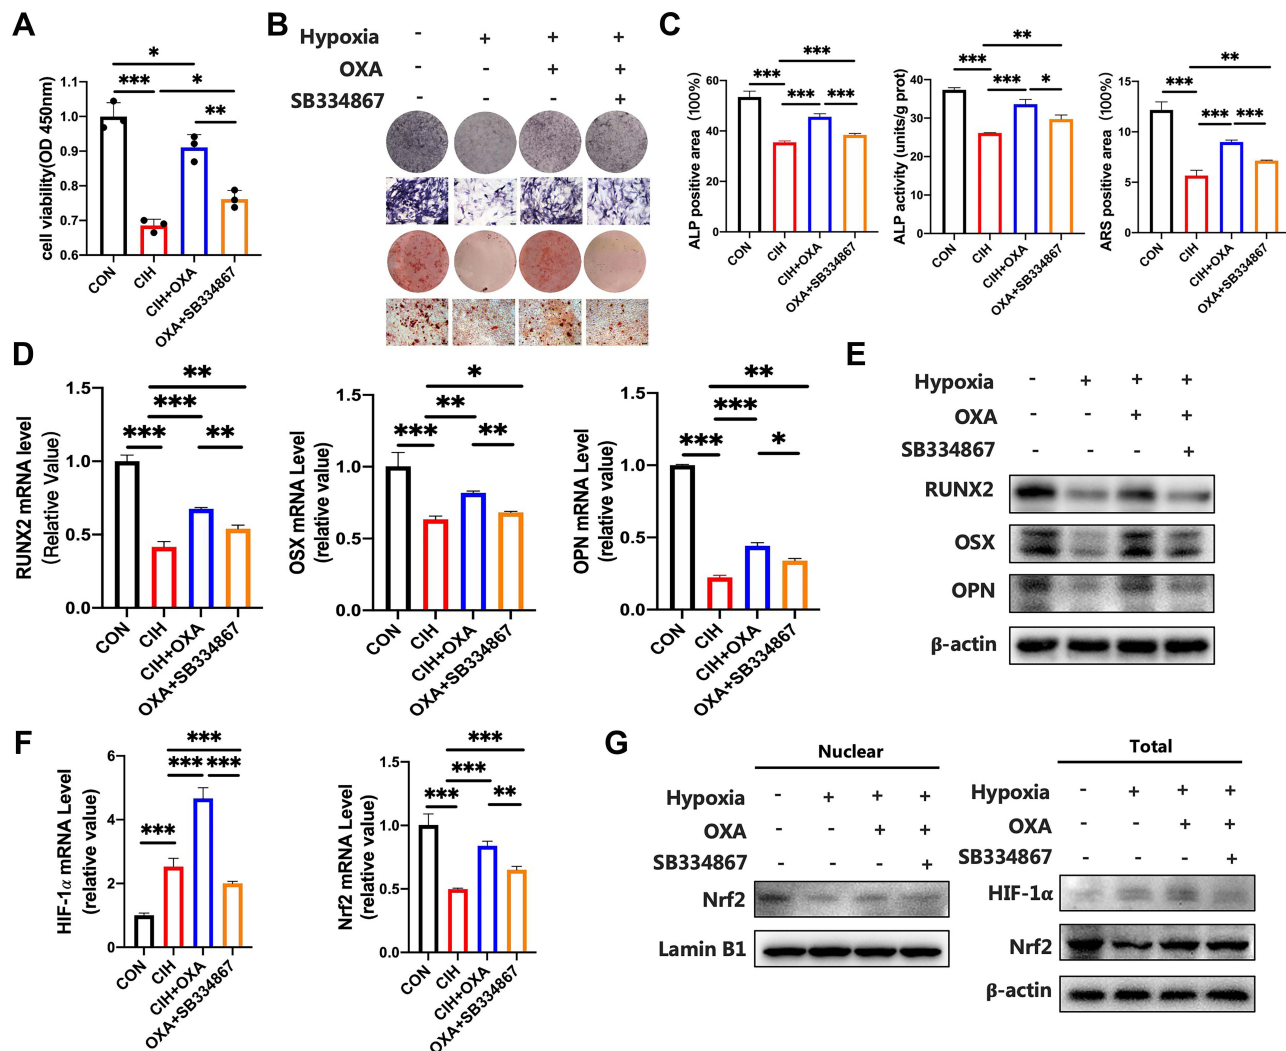 A
cell viability(OD 450nm)
1.1
1.0
0.9
0.8
0.7
0.6
*
***
*
**
CON
CIH
CIH+OXA
OXA+SB334867
B
Hypoxia - + + +
OXA - - + +
SB334867 - - - +
C
ALP positive area (100%)
60
40
20
0
***
***
***
***
CON
CIH
CIH+OXA
OXA+SB334867
ALP activity (units/g prot)
40
30
20
10
0
**
***
***
*
CON
CIH
CIH+OXA
OXA+SB334867
ARS positive area (100%)
15
10
5
0
**
***
***
***
CON
CIH
CIH+OXA
OXA+SB334867
D
RUNX2 mRNA level
(Relative Value)
1.5
1.0
0.5
0.0
**
***
***
**
CON
CIH
CIH+OXA
OXA+SB334867
OSX mRNA Level
(relative value)
1.5
1.0
0.5
0.0
*
**
***
**
CON
CIH
CIH+OXA
OXA+SB334867
OPN mRNA Level
(relative value)
1.5
1.0
0.5
0.0
**
***
***
*
CON
CIH
CIH+OXA
OXA+SB334867
E
Hypoxia - + + +
OXA - - + +
SB334867 - - - +
RUNX2
OSX
OPN
β-actin
F
HIF-1α mRNA Level
(relative value)
6
4
2
0
***
***
***
***
CON
CIH
CIH+OXA
OXA+SB334867
Nrf2 mRNA Level
(relative value)
1.5
1.0
0.5
0.0
***
***
***
**
CON
CIH
CIH+OXA
OXA+SB334867
G
Nuclear
Hypoxia - + + +
OXA - - + +
SB334867 - - - +
Nrf2
Lamin B1
Total
Hypoxia - + + +
OXA - - + +
SB334867 - - - +
HIF-1α
Nrf2
β-actin